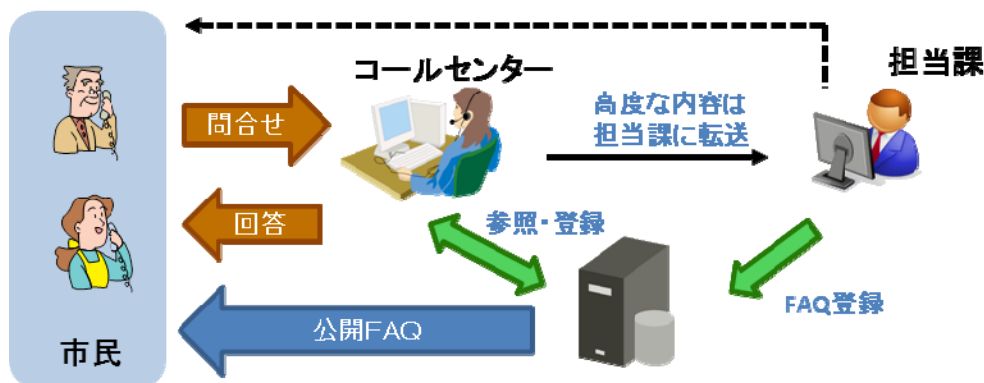 コールセンター
担当課
問合せ
高度な内容は
担当課に転送
回答
参照・登録
FAQ登録
公開FAQ
市民